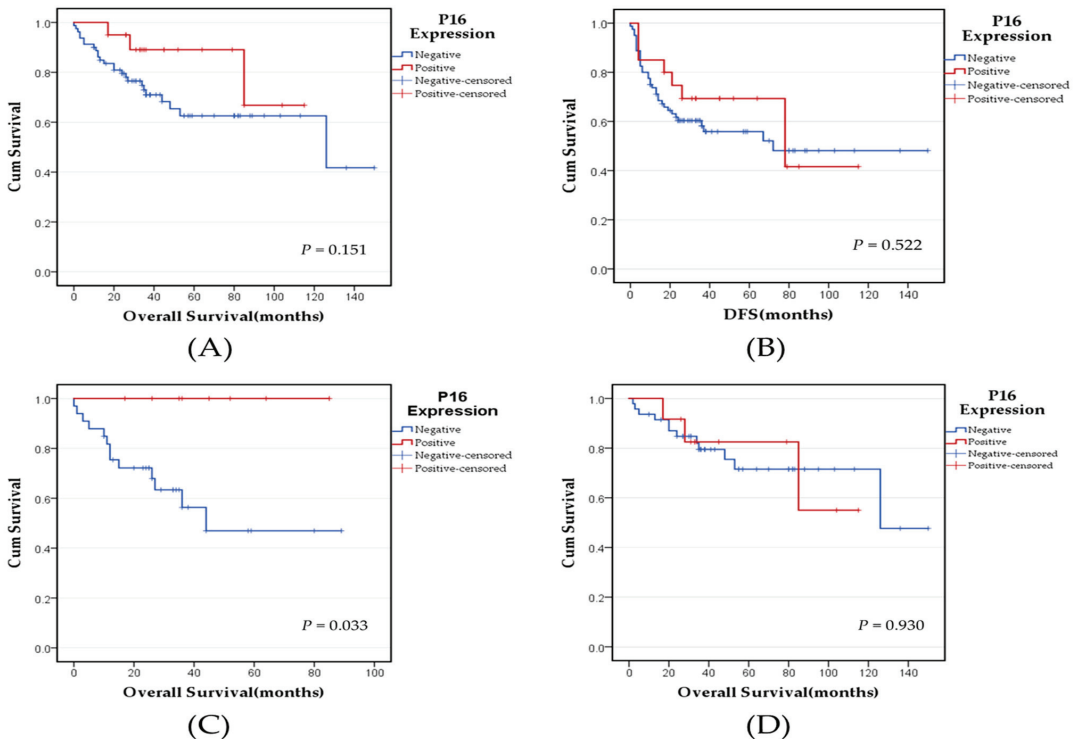 P16
Expression
Negative
Positive
Negative-censored
Positive-censored
Cum Survival
1.0
0.8
0.6
0.4
0.2
0.0
P = 0.151
0 20 40 60 80 100 120 140
Overall Survival(months)
(A)
P16
Expression
Negative
Positive
Negative-censored
Positive-censored
Cum Survival
1.0
0.8
0.6
0.4
0.2
0.0
P = 0.522
0 20 40 60 80 100 120 140
DFS(months)
(B)
P16
Expression
Negative
Positive
Negative-censored
Positive-censored
Cum Survival
1.0
0.8
0.6
0.4
0.2
0.0
P = 0.033
0 20 40 60 80 100
Overall Survival(months)
(C)
P16
Expression
Negative
Positive
Negative-censored
Positive-censored
Cum Survival
1.0
0.8
0.6
0.4
0.2
0.0
P = 0.930
0 20 40 60 80 100 120 140
Overall Survival(months)
(D)